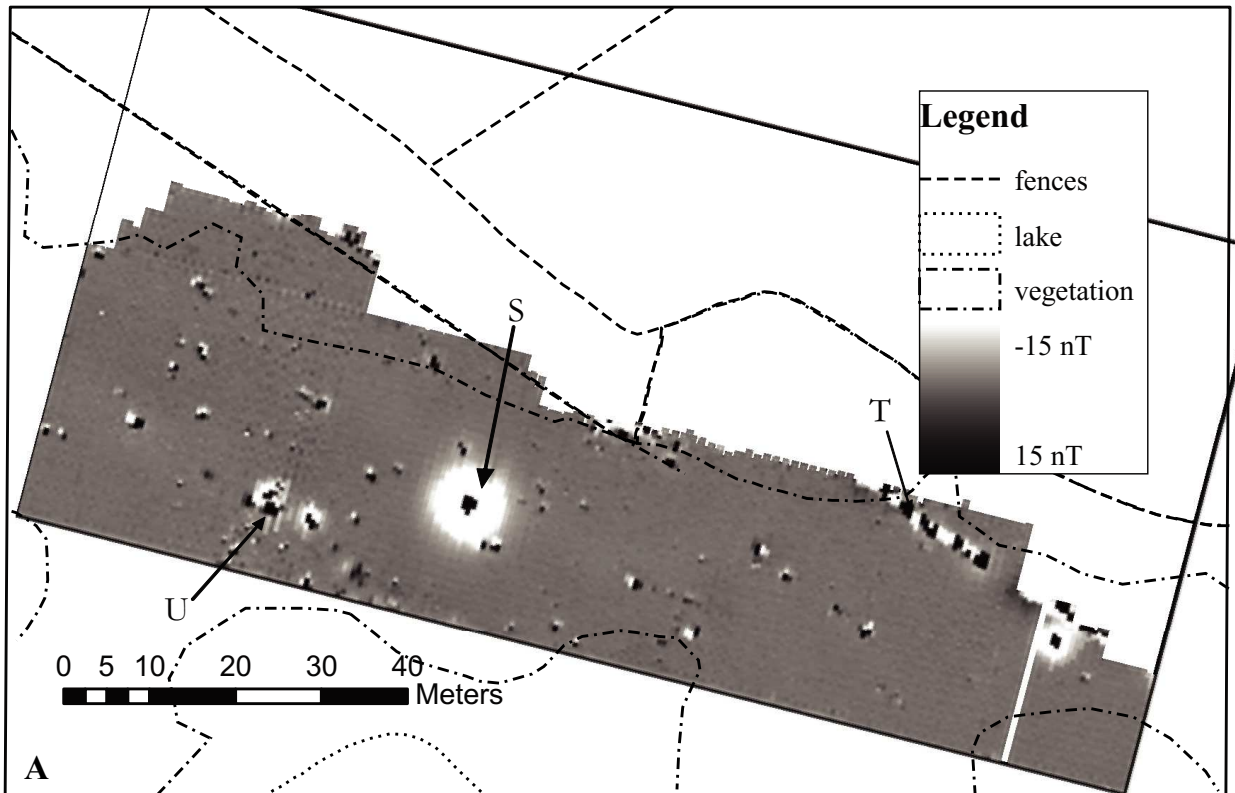 Legend
fences
lake
vegetation
-15 nT
15 nT
S
T
U
0 5 10 20 30 40
Meters
A